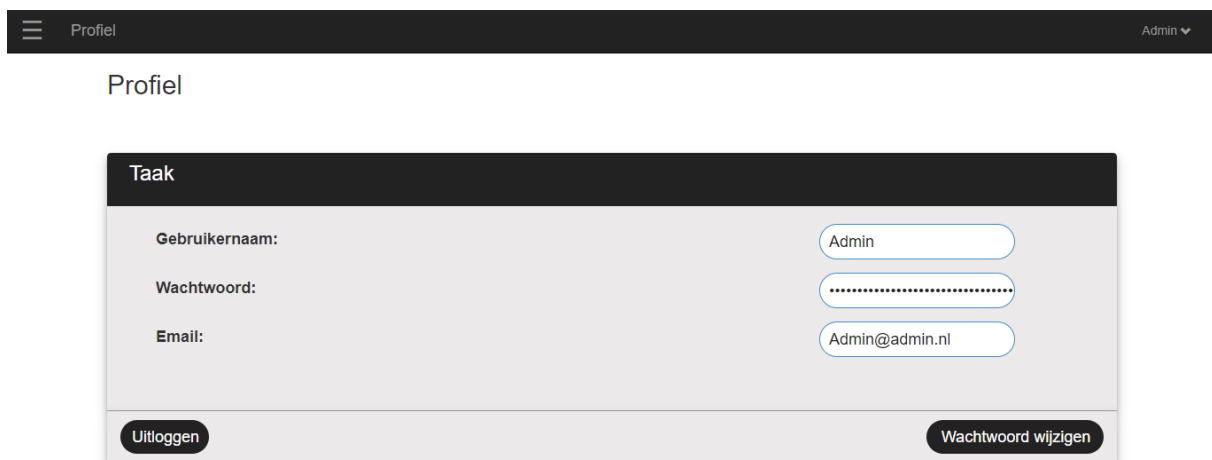 Profiel Admin
Profiel
Taak
Gebruikernaam: Admin
Wachtwoord: •••••••••••••••••••••••••••••••••
Email: Admin@admin.nl
Uitloggen Wachtwoord wijzigen